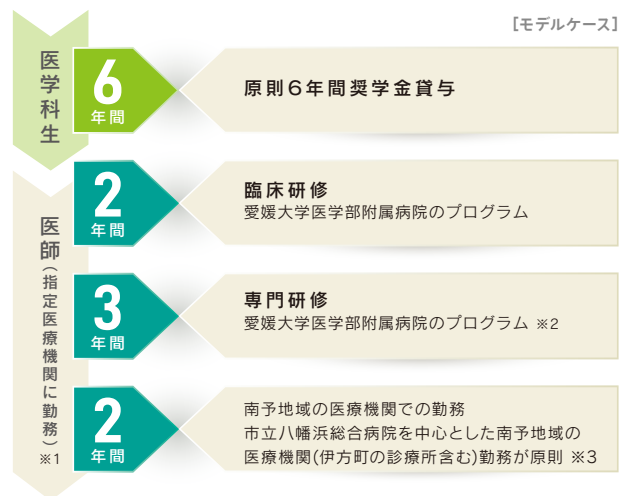 [モデルケース]
医学科生
6
年間
原則6年間奨学金貸与
医師(指定医療機関に勤務)※1
2
年間
臨床研修
愛媛大学医学部附属病院のプログラム
3
年間
専門研修
愛媛大学医学部附属病院のプログラム ※2
2
年間
南予地域の医療機関での勤務
市立八幡浜総合病院を中心とした南予地域の
医療機関(伊方町の診療所含む)勤務が原則 ※3